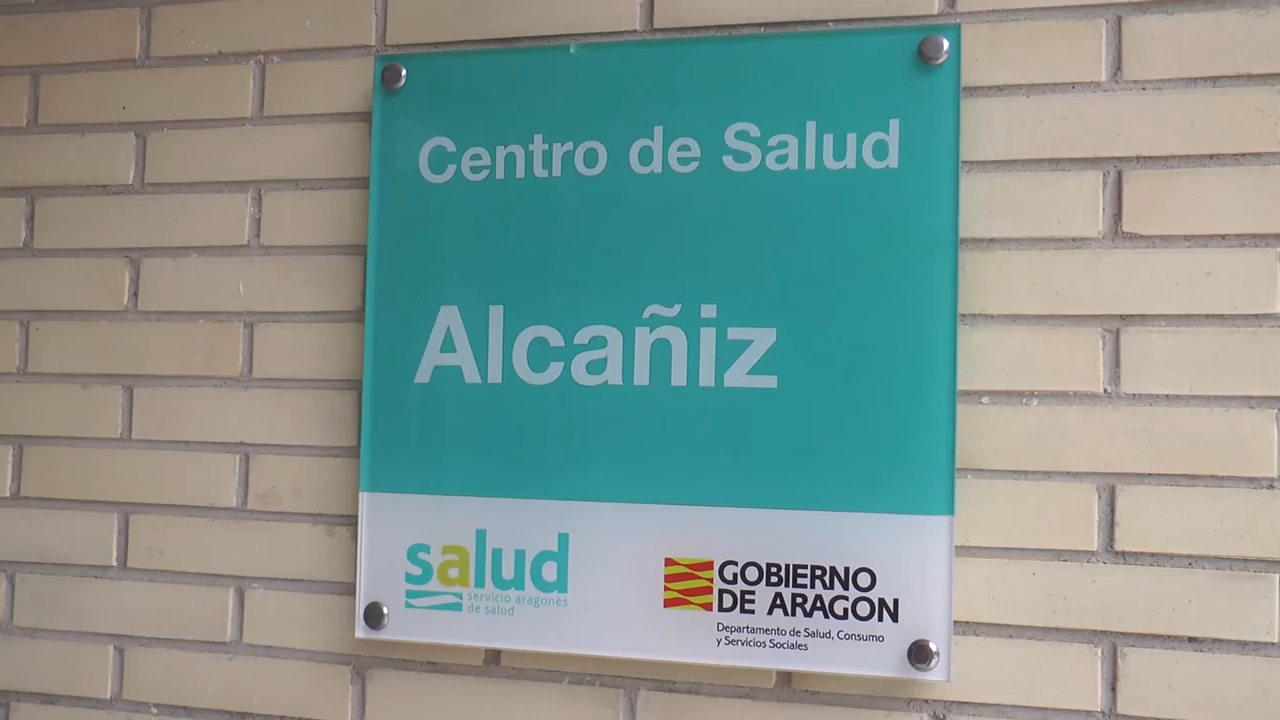 Centro de Salud
Alcañiz
salud
servicio aragonés
de salud
GOBIERNO
DE ARAGON
Departamento de Salud, Consumo
y Servicios Sociales